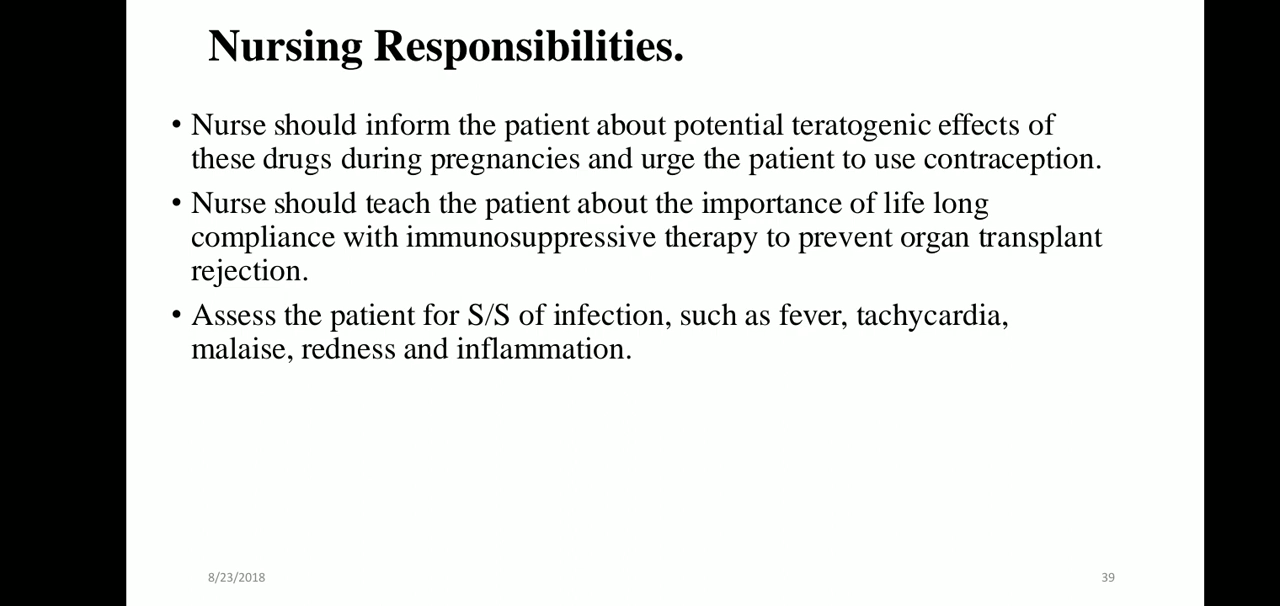 Nursing Responsibilities.
• Nurse should inform the patient about potential teratogenic effects of
these drugs during pregnancies and urge the patient to use contraception.
• Nurse should teach the patient about the importance of life long
compliance with immunosuppressive therapy to prevent organ transplant
rejection.
• Assess the patient for S/S of infection, such as fever, tachycardia,
malaise, redness and inflammation.
8/23/2018
39